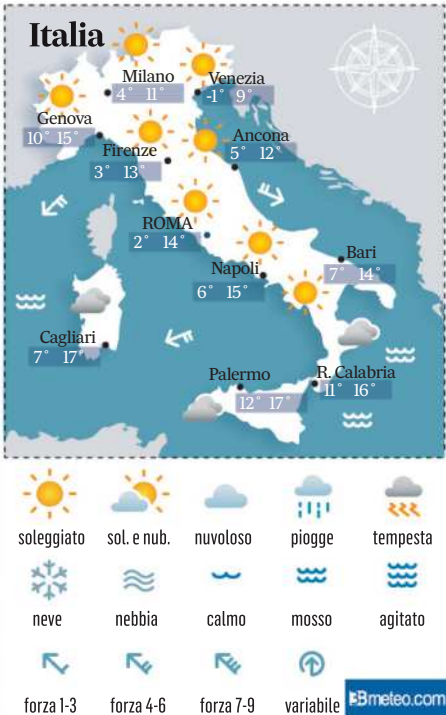 Italia
Milano
4° 11°
Venezia
-1° 9°
Genova
10° 15°
Firenze
3° 13°
Ancona
5° 12°
ROMA
2° 14°
Napoli
6° 15°
Bari
7° 14°
Cagliari
7° 17°
Palermo
12° 17°
R. Calabria
11° 16°
soleggiato sol. e nub. nuvoloso piogge tempesta
neve nebbia calmo mosso agitato
forza 1-3 forza 4-6 forza 7-9 variabile
3Bmeteo.com